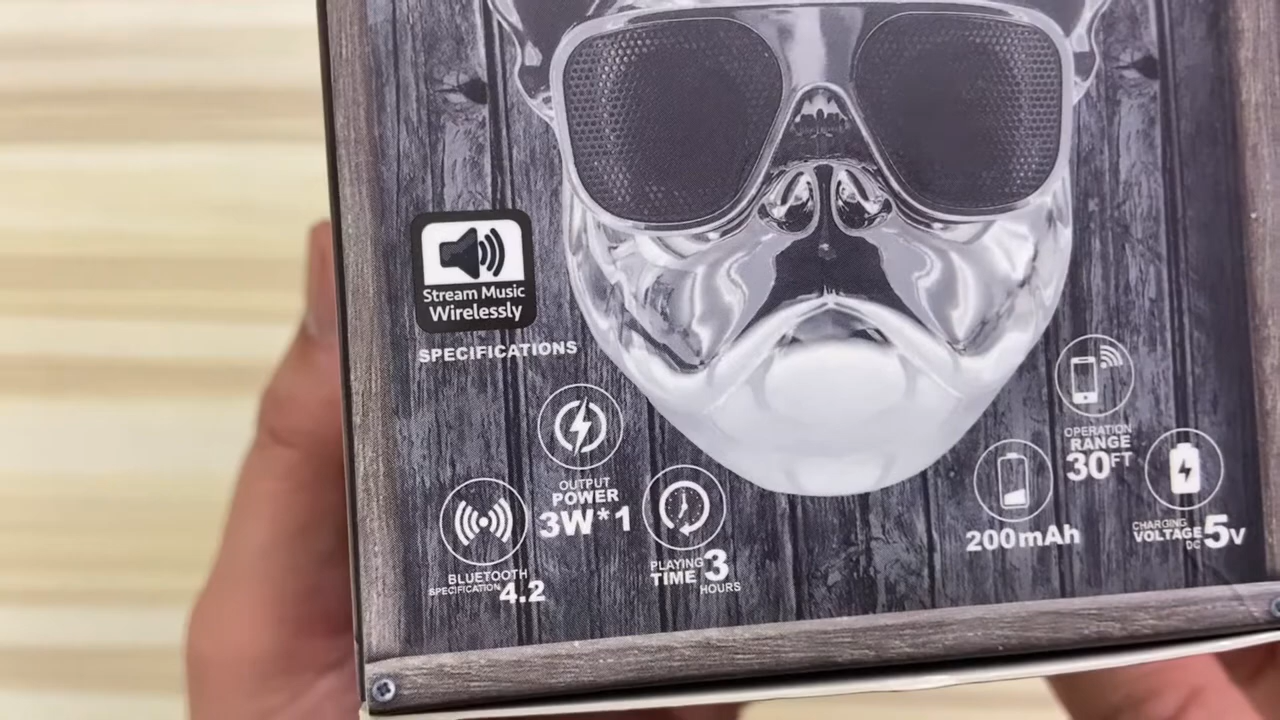 Stream Music
Wirelessly
SPECIFICATIONS
BLUETOOTH
SPECIFICATION 4.2
OUTPUT
POWER
3W*1
PLAYING
TIME 3
HOURS
200mAh
OPERATION
RANGE
30FT
CHARGING
VOLTAGE
DC 5V